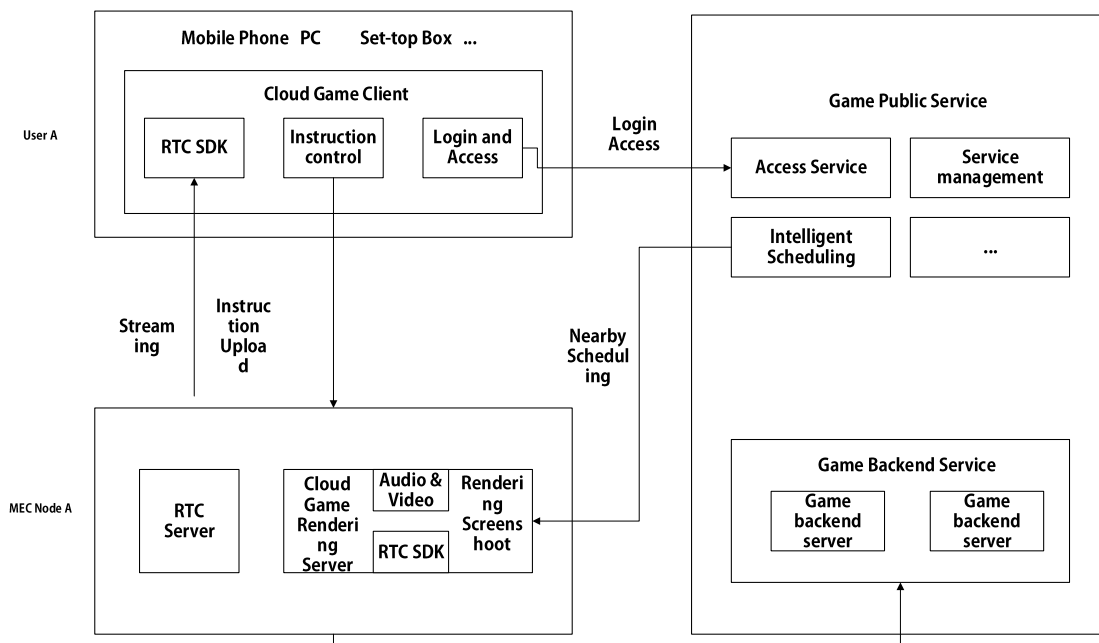 Mobile Phone PC Set-top Box ...
Cloud Game Client
User A
RTC SDK
Instruction
control
Login and
Access
Login
Access
Game Public Service
Access Service
Service
management
Intelligent
Scheduling
...
Stream
ing
Instruc
tion
Uploa
d
Nearby
Schedul
ing
MEC Node A
RTC
Server
Cloud
Game
Renderi
ng
Server
Audio &
Video
RTC SDK
Renderi
ng
Screens
hoot
Game Backend Service
Game
backend
server
Game
backend
server